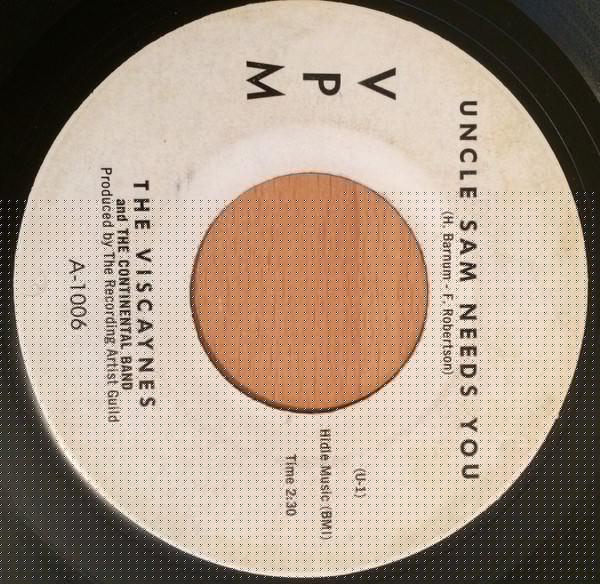 UNCLE SAM NEEDS YOU
(H. Barnum - F. Robertson)
V
P
M
(U-1)
Hidle Music (BMI)
Time 2:30
THE VISCAYNES
and THE CONTINENTAL BAND
Produced by The Recording Artist Guild
A-1006